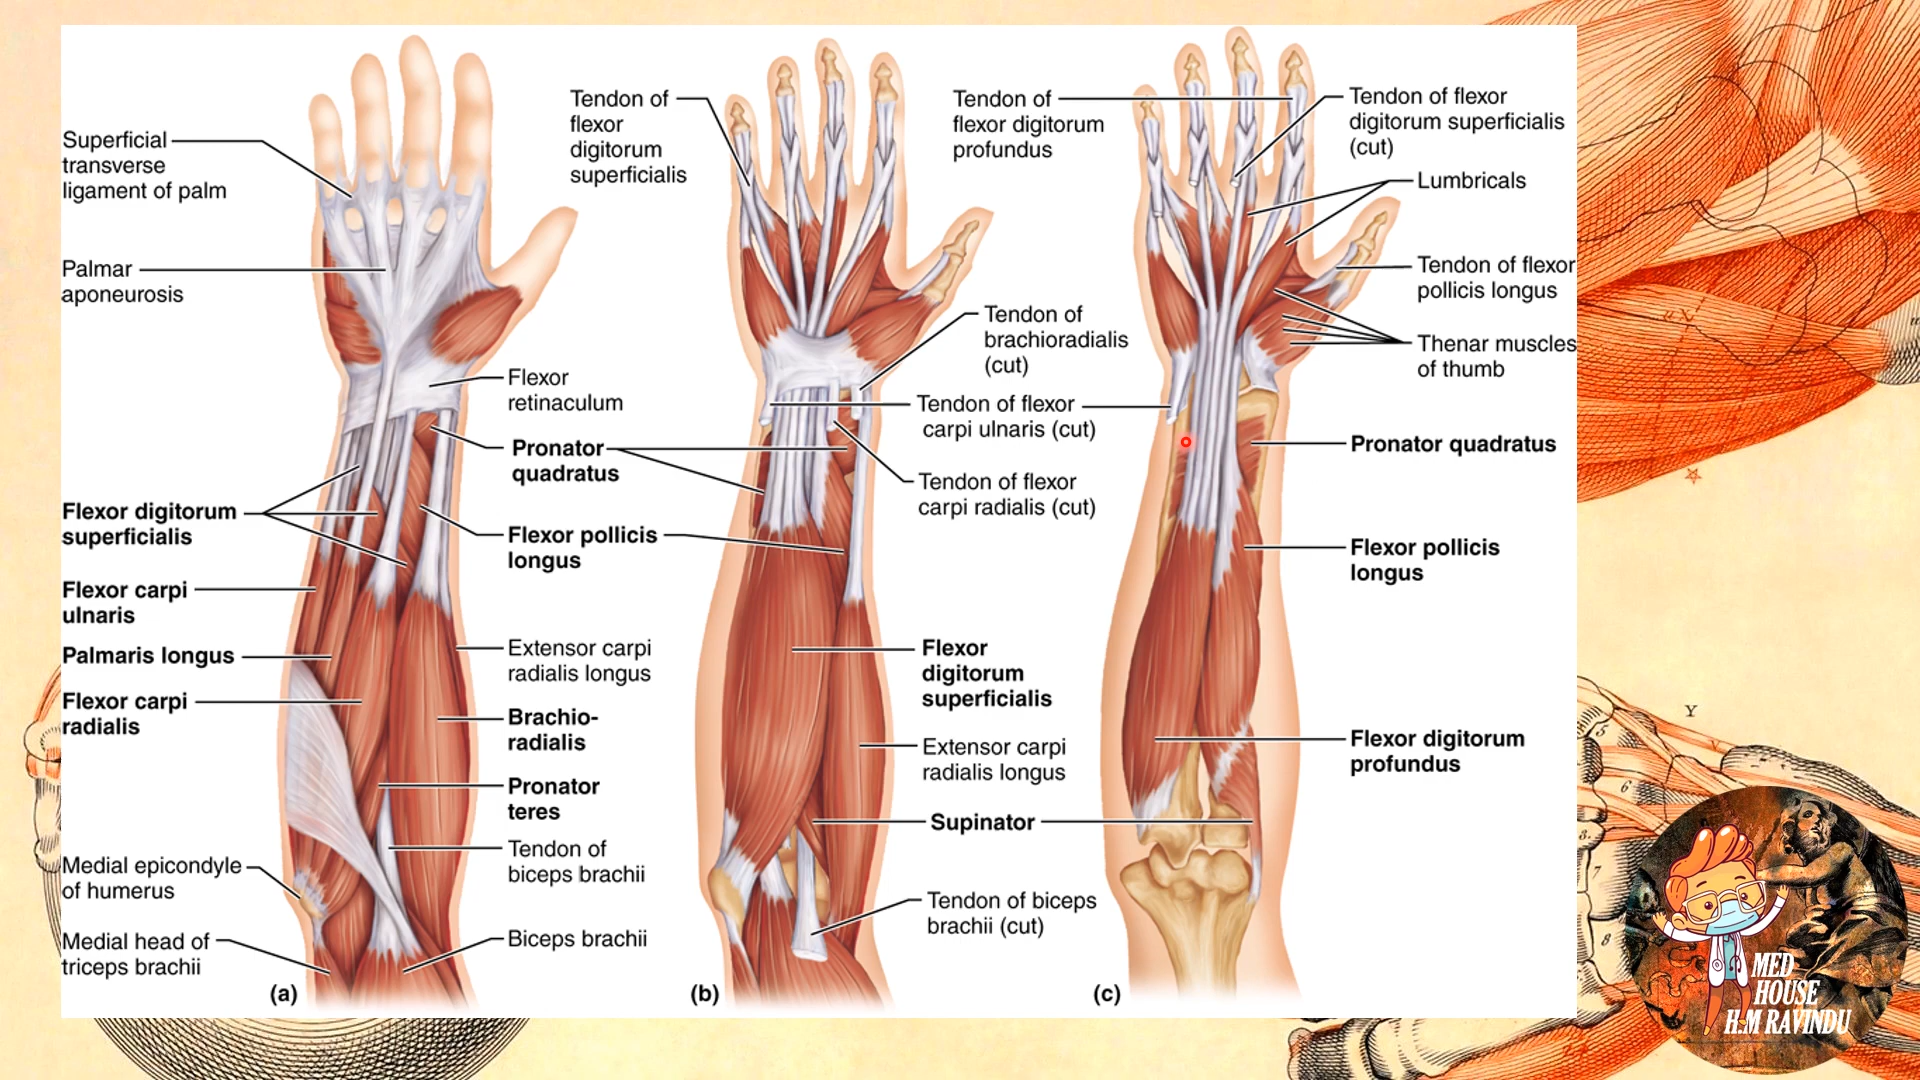 Superficial
transverse
ligament of palm
Palmar
aponeurosis
Flexor digitorum
superficialis
Flexor carpi
ulnaris
Palmaris longus
Flexor carpi
radialis
Medial epicondyle
of humerus
Medial head of
triceps brachii
(a)
Flexor
retinaculum
Pronator
quadratus
Flexor pollicis
longus
Extensor carpi
radialis longus
Brachio-
radialis
Pronator
teres
Tendon of
biceps brachii
Biceps brachii
Tendon of
flexor
digitorum
superficialis
(b)
Tendon of
brachioradialis
(cut)
Tendon of flexor
carpi ulnaris (cut)
Tendon of flexor
carpi radialis (cut)
Flexor
digitorum
superficialis
Extensor carpi
radialis longus
Supinator
Tendon of biceps
brachii (cut)
Tendon of
flexor digitorum
profundus
(c)
Tendon of flexor
digitorum superficialis
(cut)
Lumbricals
Tendon of flexor
pollicis longus
Thenar muscles
of thumb
Pronator quadratus
Flexor pollicis
longus
Flexor digitorum
profundus
Y
5
6
7
8
MED
HOUSE
H.M RAVINDU